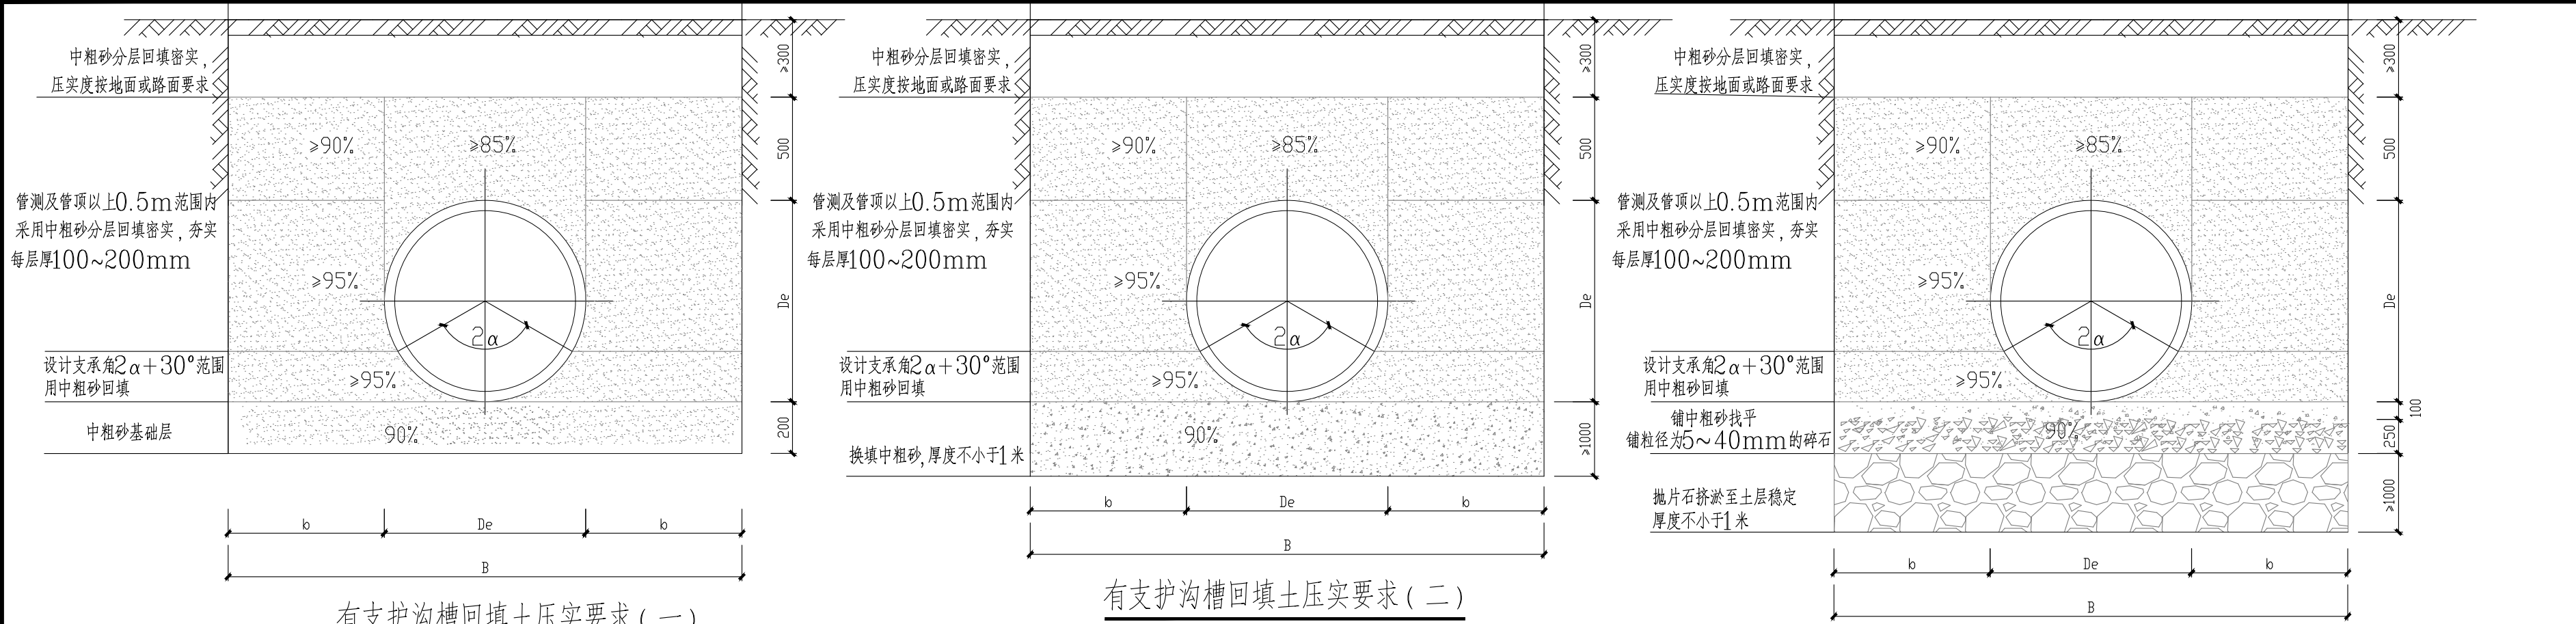 中粗砂分层回填密实，
压实度按地面或路面要求
≥90%
≥85%
管测及管顶以上0.5m范围内
采用中粗砂分层回填密实，夯实
每层厚100~200mm
≥95%
2α
设计支承角2α+30°范围
用中粗砂回填
≥95%
中粗砂基础层
90%
≥300
500
De
200
b
De
b
B
有支护沟槽回填土压实要求(一)
中粗砂分层回填密实，
压实度按地面或路面要求
≥90%
≥85%
管测及管顶以上0.5m范围内
采用中粗砂分层回填密实，夯实
每层厚100~200mm
≥95%
2α
设计支承角2α+30°范围
用中粗砂回填
≥95%
90%
换填中粗砂,厚度不小于1米
≥300
500
De
≥1000
b
De
b
B
有支护沟槽回填土压实要求(二)
中粗砂分层回填密实，
压实度按地面或路面要求
≥90%
≥85%
管测及管顶以上0.5m范围内
采用中粗砂分层回填密实，夯实
每层厚100~200mm
≥95%
2α
设计支承角2α+30°范围
用中粗砂回填
≥95%
铺中粗砂找平
铺粒径为5~40mm的碎石
90%
抛片石挤淤至土层稳定
厚度不小于1米
≥300
500
De
100
250
≥1000
b
De
b
B